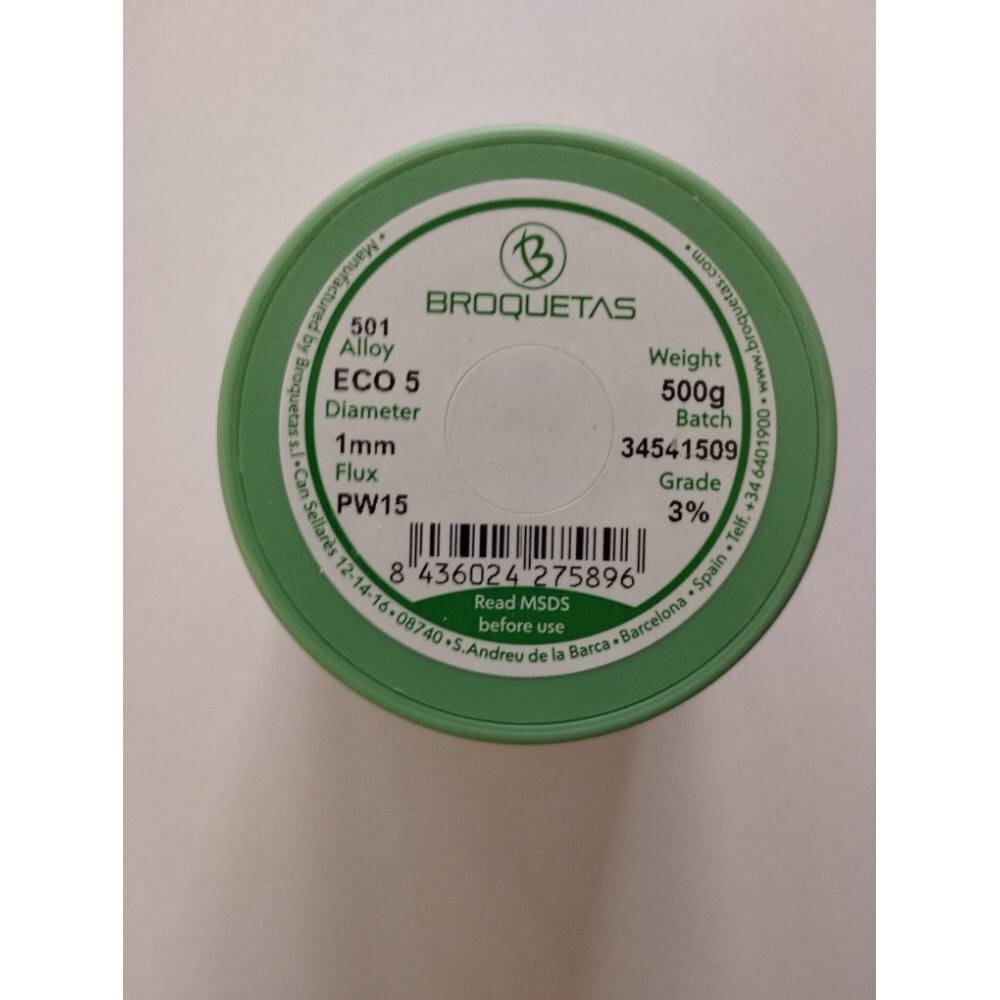 BROQUETAS
501
Alloy
ECO 5
Diameter
1mm
Flux
PW15
Weight
500g
Batch
34541509
Grade
3%
8 436024 275896
Read MSDS
before use
• Manufactured by Broquetas s.l • Can Sellarès 12-14-16 • 08740 • S.Andreu de la Barca • Barcelona • Spain • Telf. +34 6401900 • www.broquetas.com •